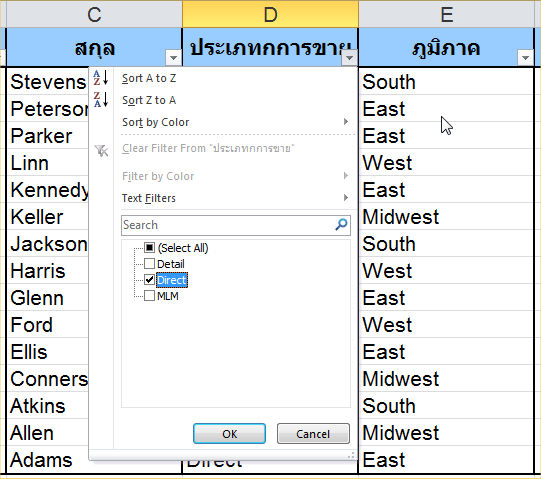 C D E
สกุล ประเภทกการขาย ภูมิภาค
Stevens South
Peterson East
Parker East
Linn West
Kennedy East
Keller Midwest
Jackson South
Harris West
Glenn East
Ford West
Ellis East
Conners Midwest
Atkins South
Allen Midwest
Adams Direct East
Sort A to Z
Sort Z to A
Sort by Color
Clear Filter From "ประเภทกการขาย"
Filter by Color
Text Filters
Search
(Select All)
Detail
Direct
MLM
OK Cancel